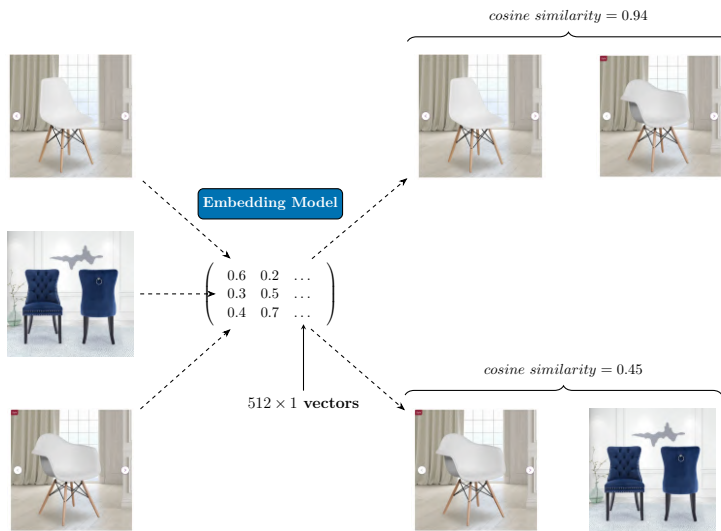 cosine similarity = 0.94
Embedding Model
0.6 0.2 ...
0.3 0.5 ...
0.4 0.7 ...
512 × 1 vectors
cosine similarity = 0.45